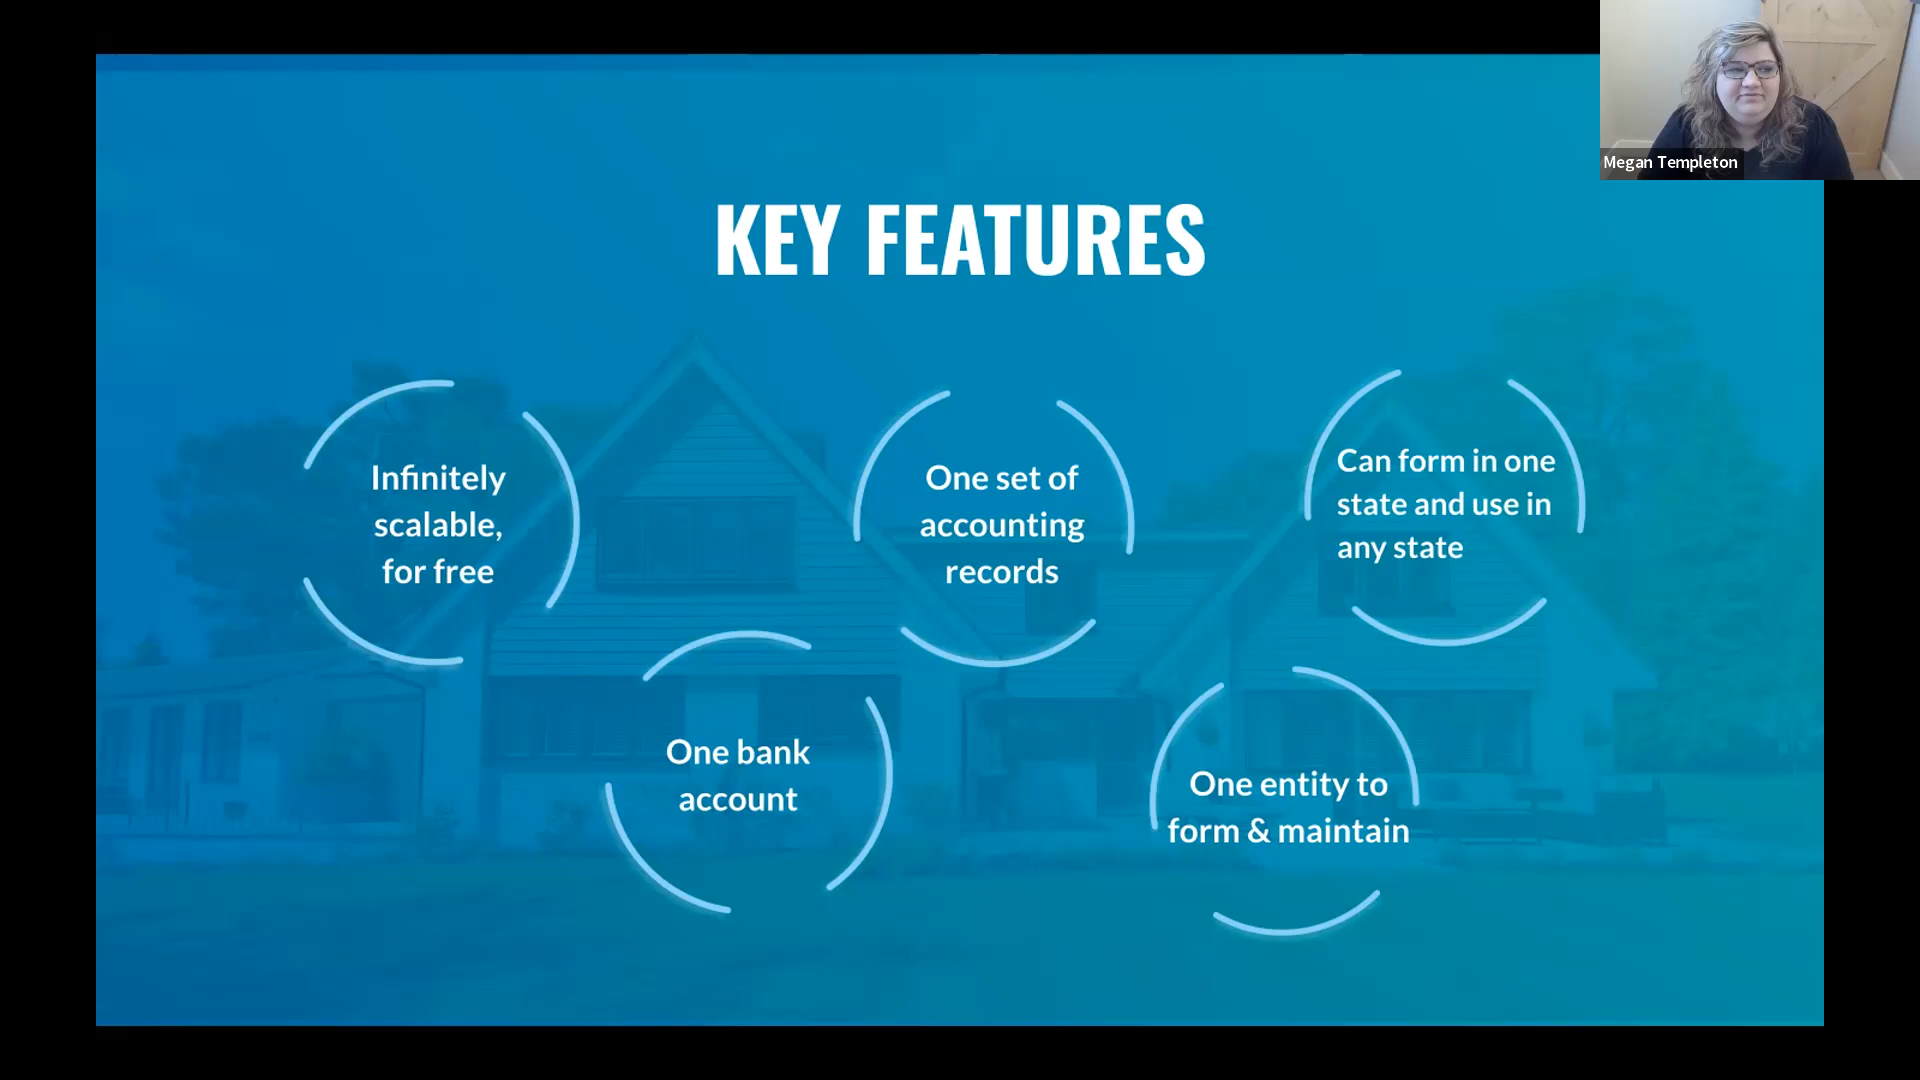 Megan Templeton
KEY FEATURES
Infinitely
scalable,
for free
One set of
accounting
records
Can form in one
state and use in
any state
One bank
account
One entity to
form & maintain